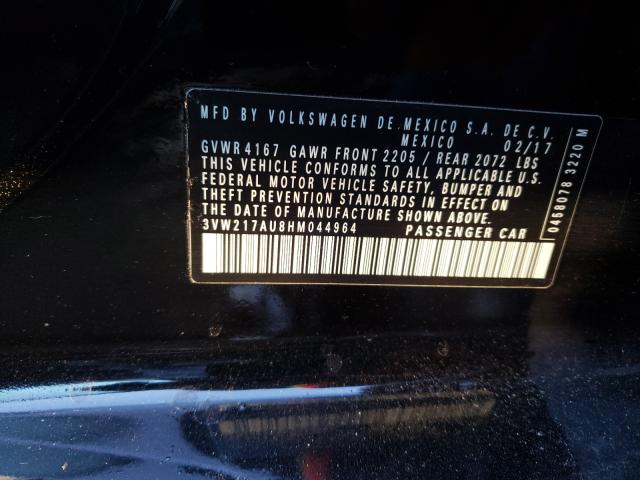 MFD BY VOLKSWAGEN DE MEXICO S.A. DE C.V.
MEXICO 02/17
GVWR 4167 GAWR FRONT 2205 / REAR 2072 LBS
THIS VEHICLE CONFORMS TO ALL APPLICABLE U.S.
FEDERAL MOTOR VEHICLE SAFETY, BUMPER AND
THEFT PREVENTION STANDARDS IN EFFECT ON
THE DATE OF MANUFACTURE SHOWN ABOVE.
3VW217AU8HM044964 PASSENGER CAR
0458078 3220 M